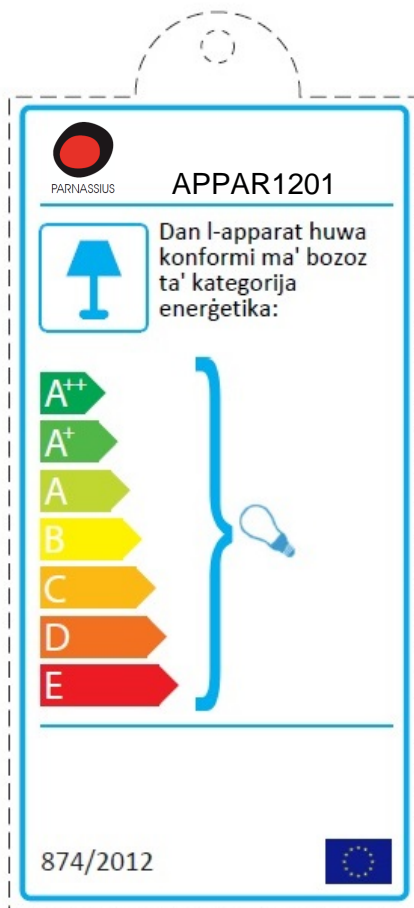 PARNASSIUS
APPAR1201
Dan l-apparat huwa
konformi ma' bozoz
ta' kategorija
enerġetika:
A++
A+
A
B
C
D
E
874/2012